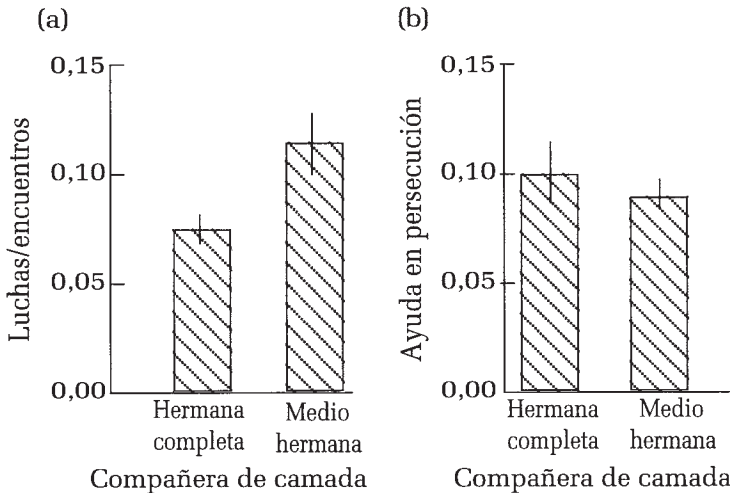 (a)
0,15
0,10
0,05
0,00
Luchas/encuentros
Hermana
completa
Medio
hermana
Compañera de camada
(b)
0,15
0,10
0,05
0,00
Ayuda en persecución
Hermana
completa
Medio
hermana
Compañera de camada